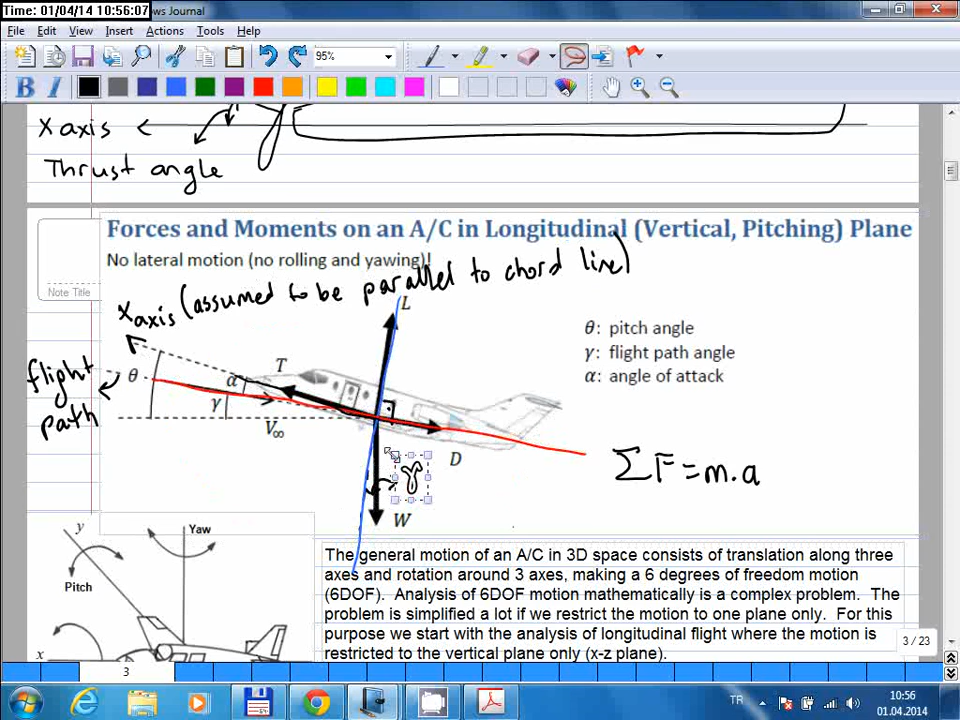 Time: 01/04/14 10:56:07
ows Journal
File Edit View Insert Actions Tools Help
95%
B I
X axis
Thrust angle
Forces and Moments on an A/C in Longitudinal (Vertical, Pitching) Plane
No lateral motion (no rolling and yawing)!
Note Title
Xaxis (assumed to be parallel to chord line)
L
θ: pitch angle
γ: flight path angle
α: angle of attack
flight path
θ
α
T
γ
V∞
D
γ
W
ΣF=m.a
y
Yaw
Pitch
x
The general motion of an A/C in 3D space consists of translation along three
axes and rotation around 3 axes, making a 6 degrees of freedom motion
(6DOF). Analysis of 6DOF motion mathematically is a complex problem. The
problem is simplified a lot if we restrict the motion to one plane only. For this
purpose we start with the analysis of longitudinal flight where the motion is
restricted to the vertical plane only (x-z plane).
3 / 23
3
TR
10:56
01.04.2014